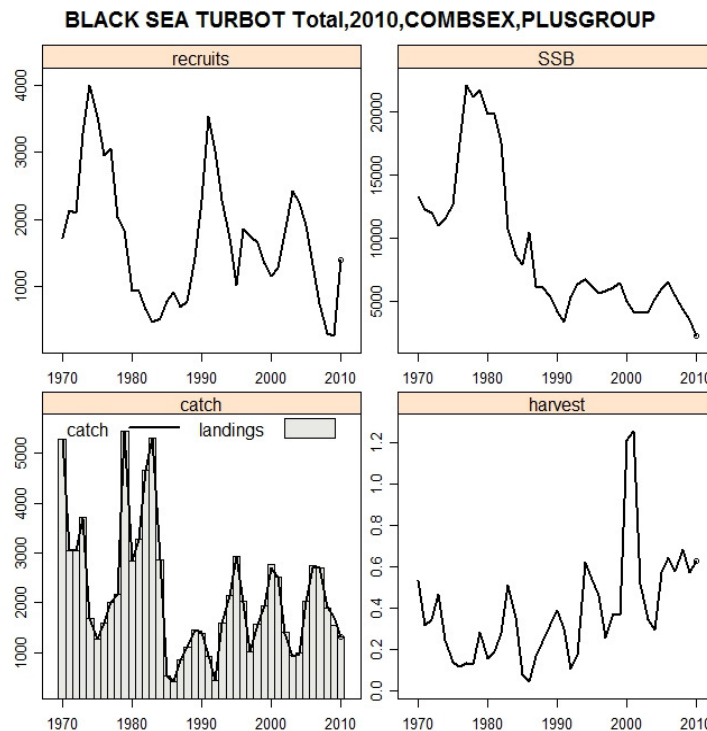 BLACK SEA TURBOT Total,2010,COMBSEX,PLUSGROUP
recruits
4000
3000
2000
1000
1970 1980 1990 2000 2010
SSB
20000
15000
10000
5000
1970 1980 1990 2000 2010
catch
catch landings
5000
4000
3000
2000
1000
1970 1980 1990 2000 2010
harvest
1.2
1.0
0.8
0.6
0.4
0.2
0.0
1970 1980 1990 2000 2010